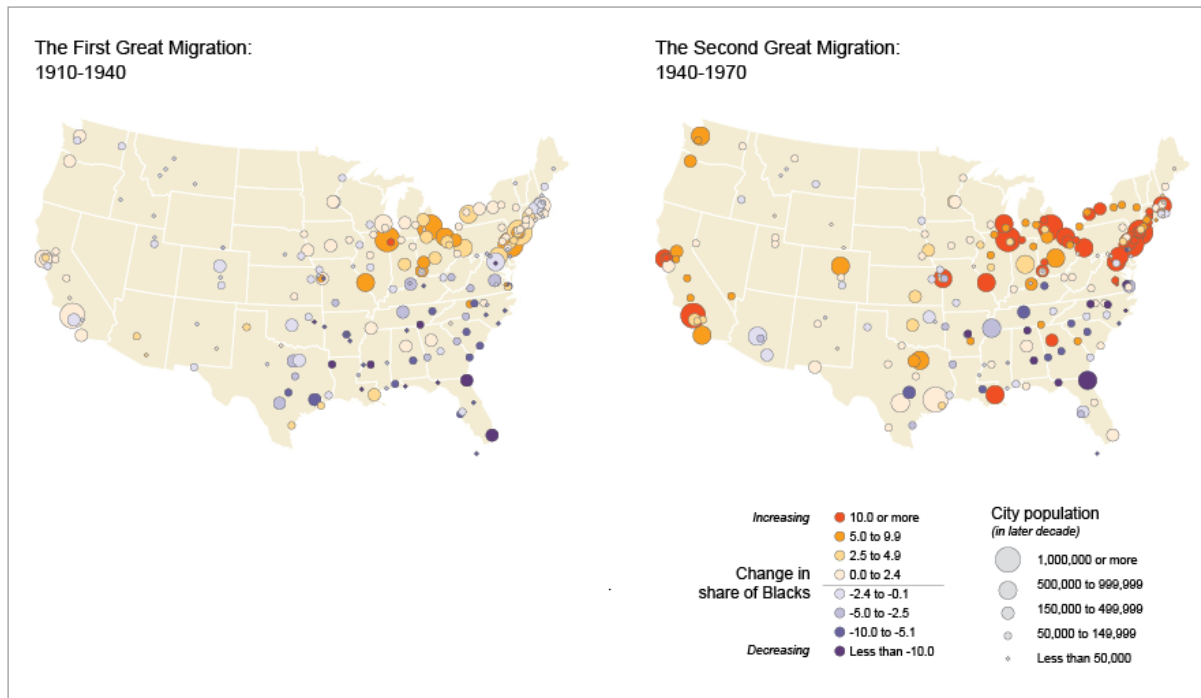 The First Great Migration:
1910-1940
The Second Great Migration:
1940-1970
Increasing
10.0 or more
5.0 to 9.9
2.5 to 4.9
0.0 to 2.4
Change in
share of Blacks
-2.4 to -0.1
-5.0 to -2.5
-10.0 to -5.1
Decreasing
Less than -10.0
City population
(in later decade)
1,000,000 or more
500,000 to 999,999
150,000 to 499,999
50,000 to 149,999
Less than 50,000